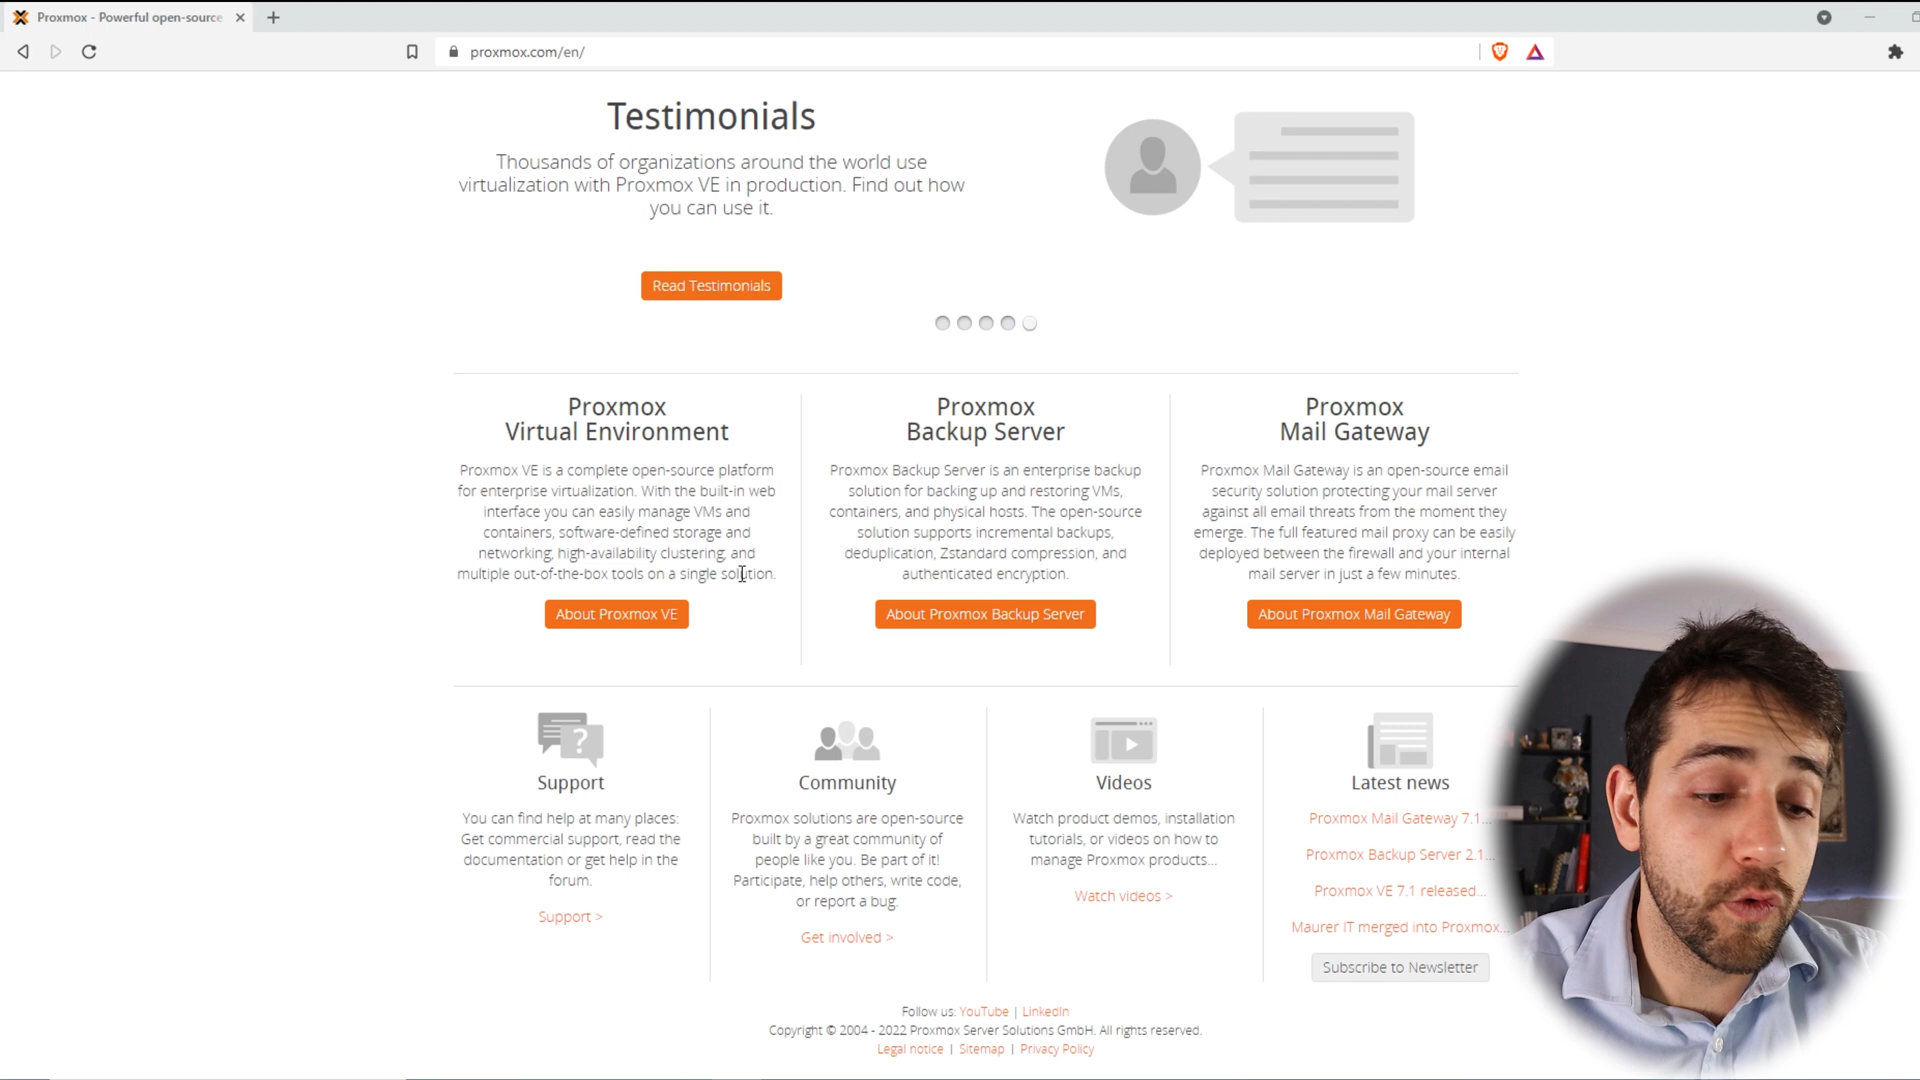 Proxmox - Powerful open-source
proxmox.com/en/
Testimonials
Thousands of organizations around the world use
virtualization with Proxmox VE in production. Find out how
you can use it.
Read Testimonials
Proxmox
Virtual Environment
Proxmox VE is a complete open-source platform
for enterprise virtualization. With the built-in web
interface you can easily manage VMs and
containers, software-defined storage and
networking, high-availability clustering, and
multiple out-of-the-box tools on a single solution.
About Proxmox VE
Proxmox
Backup Server
Proxmox Backup Server is an enterprise backup
solution for backing up and restoring VMs,
containers, and physical hosts. The open-source
solution supports incremental backups,
deduplication, Zstandard compression, and
authenticated encryption.
About Proxmox Backup Server
Proxmox
Mail Gateway
Proxmox Mail Gateway is an open-source email
security solution protecting your mail server
against all email threats from the moment they
emerge. The full featured mail proxy can be easily
deployed between the firewall and your internal
mail server in just a few minutes.
About Proxmox Mail Gateway
Support
You can find help at many places:
Get commercial support, read the
documentation or get help in the
forum.
Support >
Community
Proxmox solutions are open-source
built by a great community of
people like you. Be part of it!
Participate, help others, write code,
or report a bug.
Get involved >
Videos
Watch product demos, installation
tutorials, or videos on how to
manage Proxmox products...
Watch videos >
Latest news
Proxmox Mail Gateway 7.1...
Proxmox Backup Server 2.1...
Proxmox VE 7.1 released...
Maurer IT merged into Proxmox...
Subscribe to Newsletter
Follow us: YouTube | LinkedIn
Copyright © 2004 - 2022 Proxmox Server Solutions GmbH. All rights reserved.
Legal notice | Sitemap | Privacy Policy